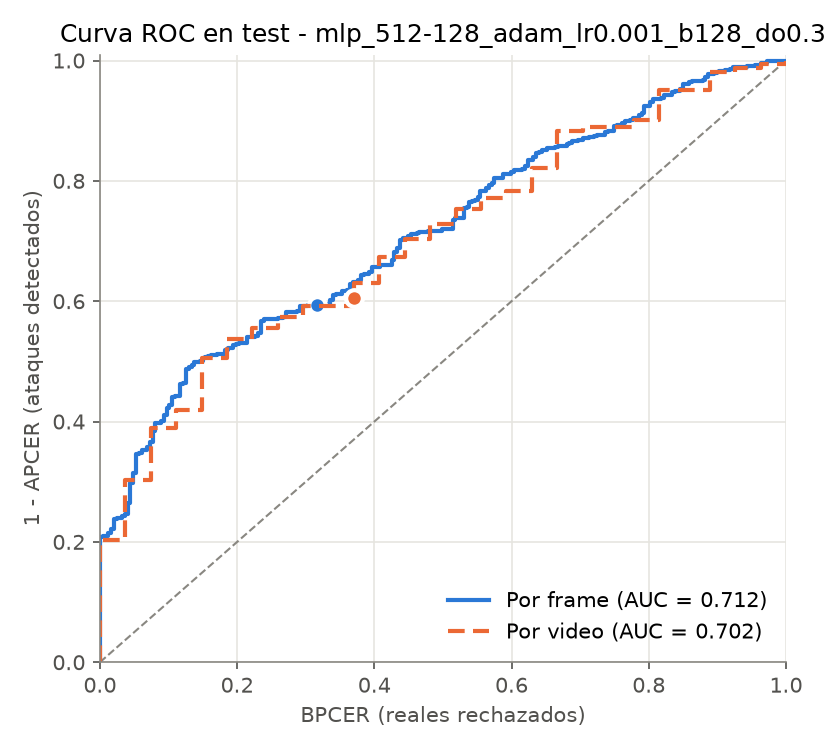 Curva ROC en test - mlp_512-128_adam_lr0.001_b128_do0.3
1.0
0.8
0.6
0.4
0.2
0.0
1 - APCER (ataques detectados)
Por frame (AUC = 0.712)
Por video (AUC = 0.702)
0.0 0.2 0.4 0.6 0.8 1.0
BPCER (reales rechazados)